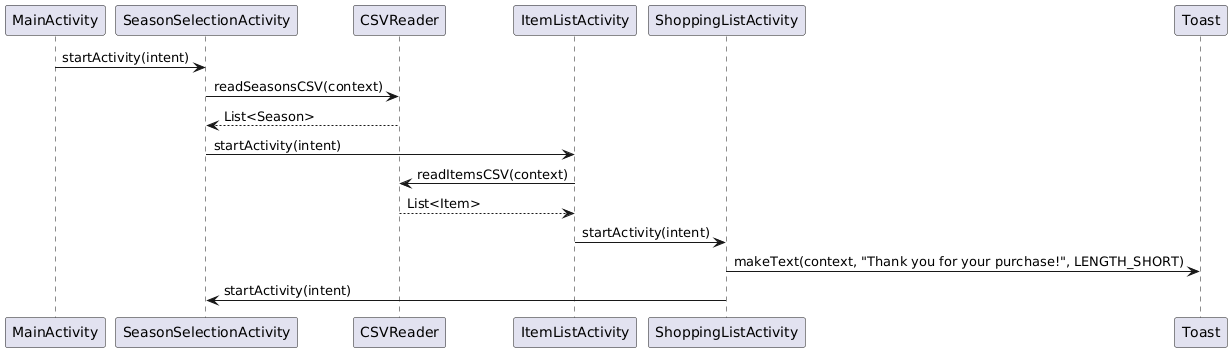 MainActivity SeasonSelectionActivity CSVReader ItemListActivity ShoppingListActivity Toast
startActivity(intent)
readSeasonsCSV(context)
List<Season>
startActivity(intent)
readItemsCSV(context)
List<Item>
startActivity(intent)
makeText(context, "Thank you for your purchase!", LENGTH_SHORT)
startActivity(intent)
MainActivity SeasonSelectionActivity CSVReader ItemListActivity ShoppingListActivity Toast